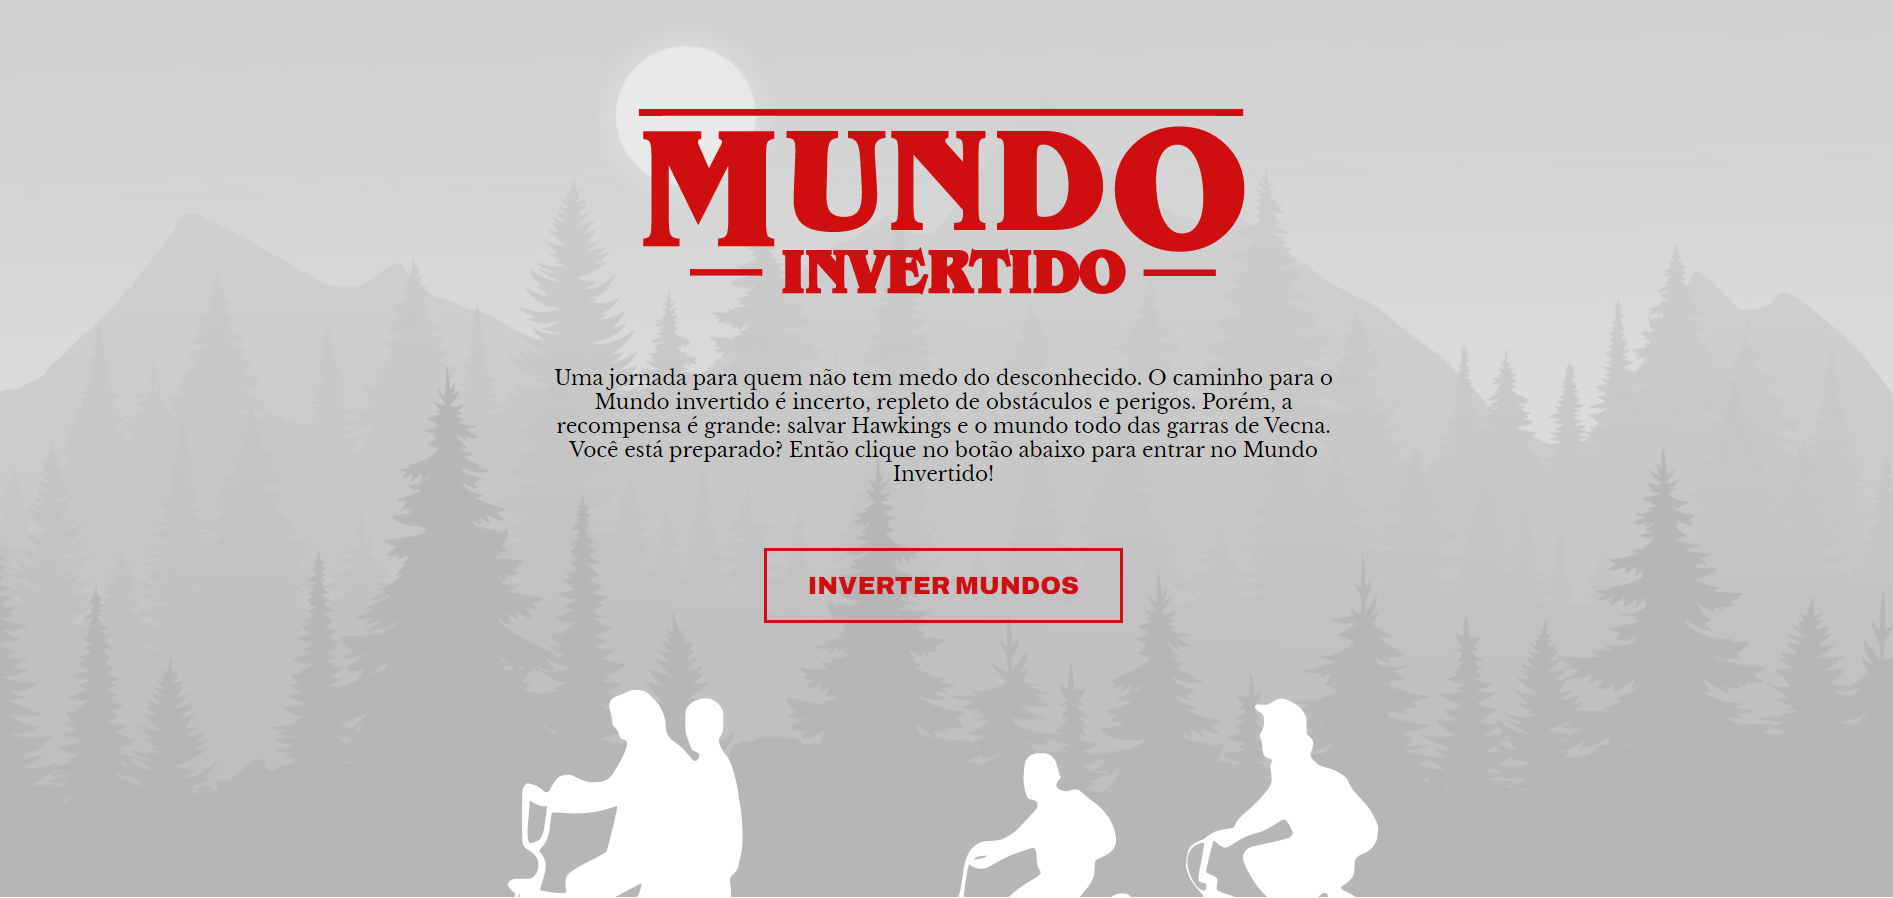 MUNDO
INVERTIDO
Uma jornada para quem não tem medo do desconhecido. O caminho para o
Mundo invertido é incerto, repleto de obstáculos e perigos. Porém, a
recompensa é grande: salvar Hawkings e o mundo todo das garras de Vecna.
Você está preparado? Então clique no botão abaixo para entrar no Mundo
Invertido!
INVERTER MUNDOS